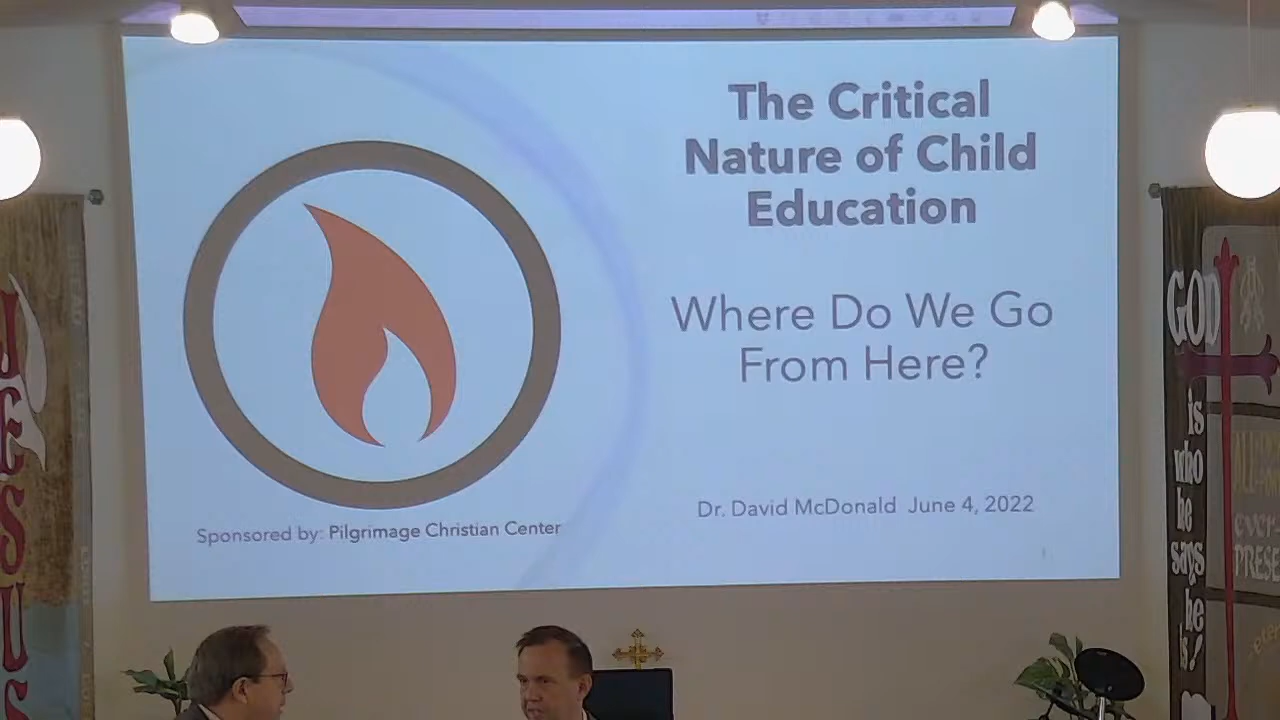 The Critical
Nature of Child
Education
Where Do We Go
From Here?
Dr. David McDonald June 4, 2022
Sponsored by: Pilgrimage Christian Center
JESUS
GOD
is
who
he
says
he
is!